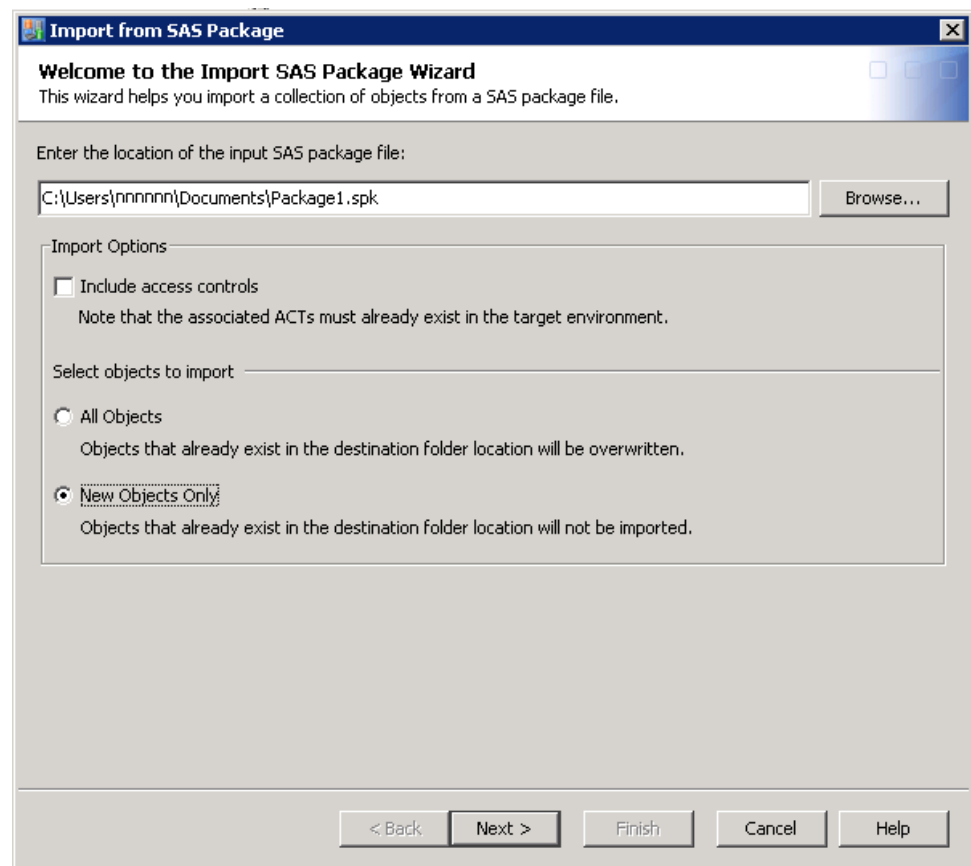 Import from SAS Package
Welcome to the Import SAS Package Wizard
This wizard helps you import a collection of objects from a SAS package file.
Enter the location of the input SAS package file:
C:\Users\nnnnnn\Documents\Package1.spk
Browse...
Import Options
Include access controls
Note that the associated ACTs must already exist in the target environment.
Select objects to import
All Objects
Objects that already exist in the destination folder location will be overwritten.
New Objects Only
Objects that already exist in the destination folder location will not be imported.
< Back Next > Finish Cancel Help